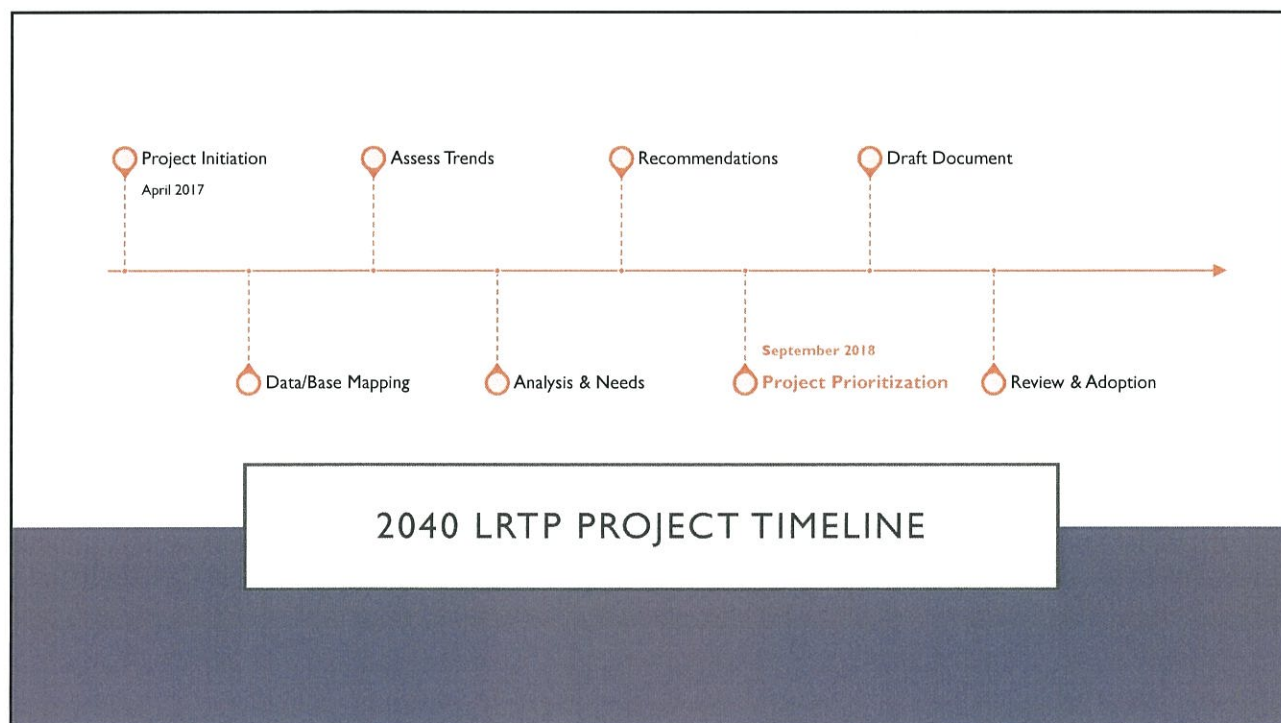 Project Initiation
April 2017
Assess Trends
Recommendations
Draft Document
Data/Base Mapping
Analysis & Needs
September 2018
Project Prioritization
Review & Adoption
2040 LRTP PROJECT TIMELINE